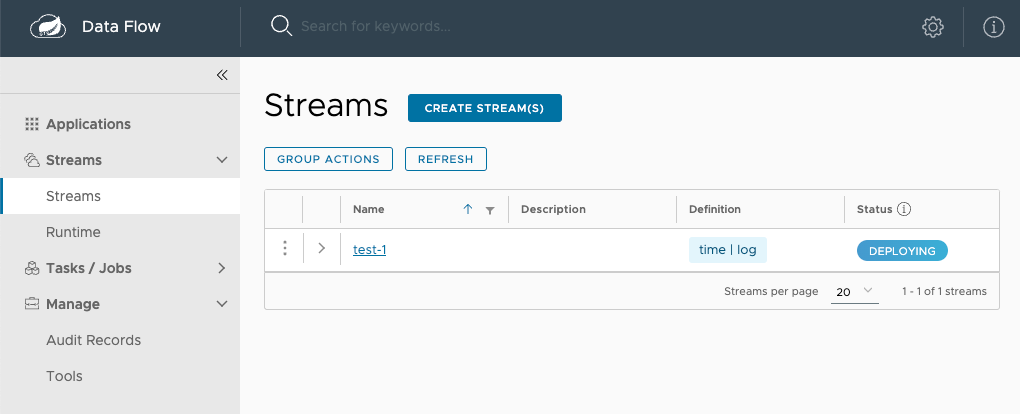 Data Flow
Search for keywords...
Applications
Streams
Streams
Runtime
Tasks / Jobs
Manage
Audit Records
Tools
Streams CREATE STREAM(S)
GROUP ACTIONS REFRESH
Name Description Definition Status
test-1 time | log DEPLOYING
Streams per page 20 1 - 1 of 1 streams